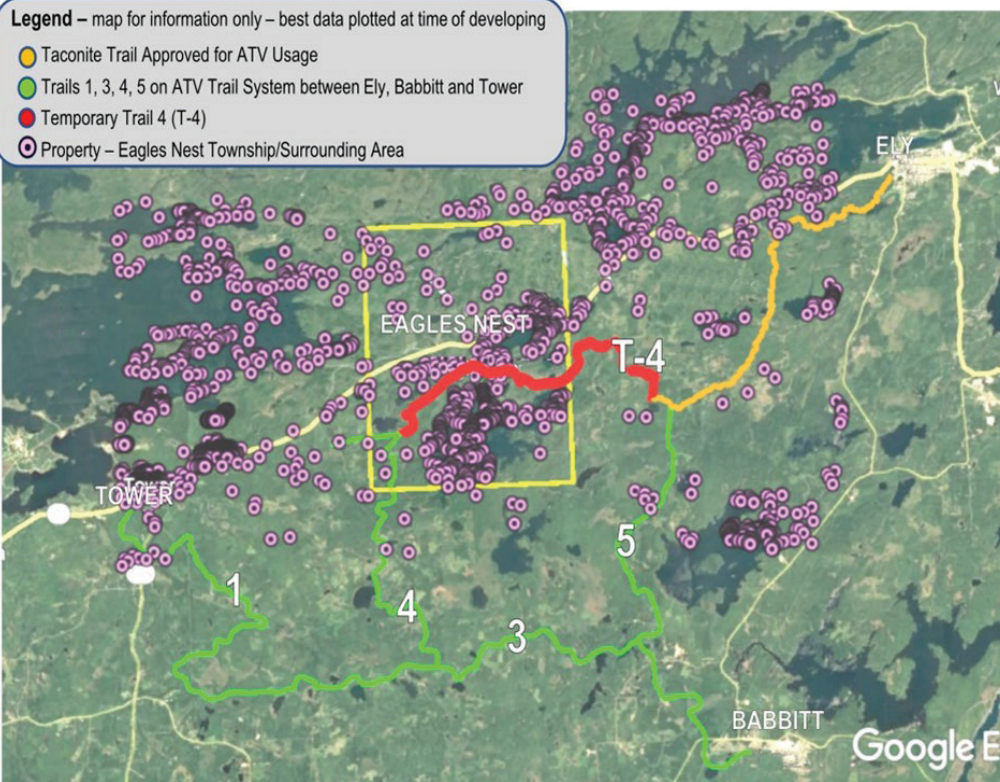 Legend – map for information only – best data plotted at time of developing
Taconite Trail Approved for ATV Usage
Trails 1, 3, 4, 5 on ATV Trail System between Ely, Babbitt and Tower
Temporary Trail 4 (T-4)
Property – Eagles Nest Township/Surrounding Area
ELY
EAGLES NEST
T-4
TOWER
5
1
4
3
BABBITT
Google E